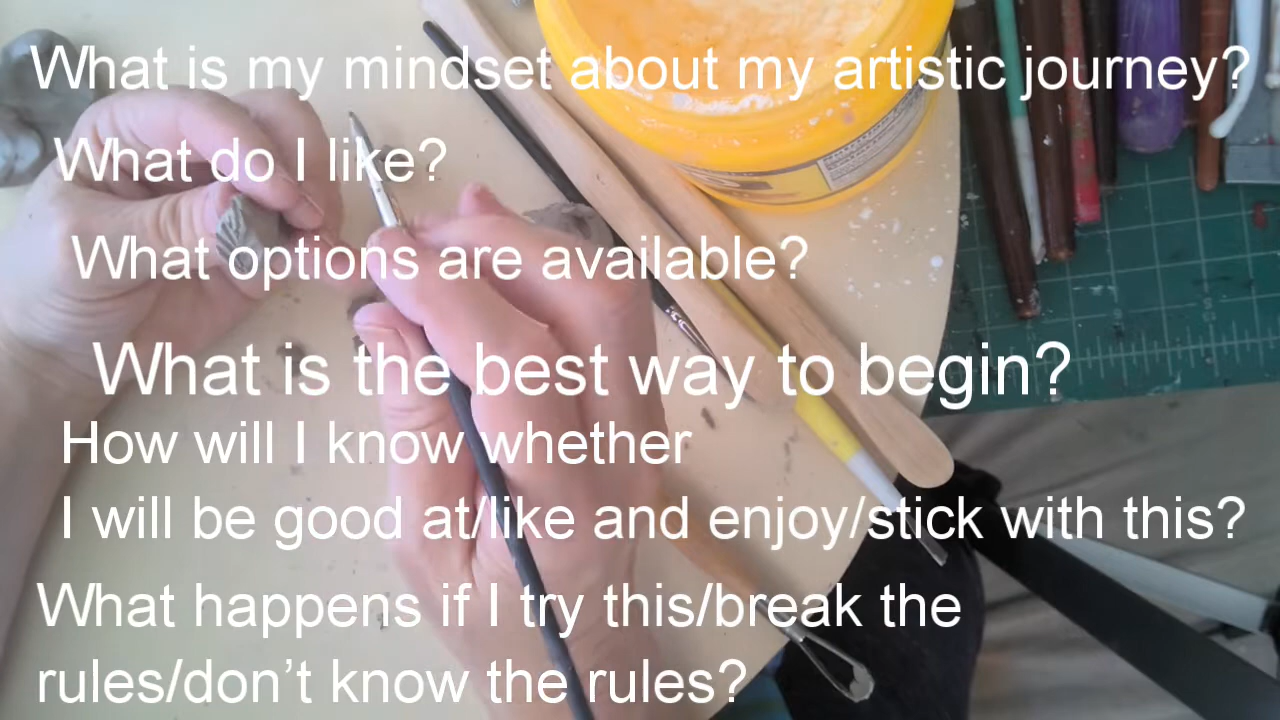 What is my mindset about my artistic journey?
What do I like?
What options are available?
What is the best way to begin?
How will I know whether
I will be good at/like and enjoy/stick with this?
What happens if I try this/break the
rules/don’t know the rules?